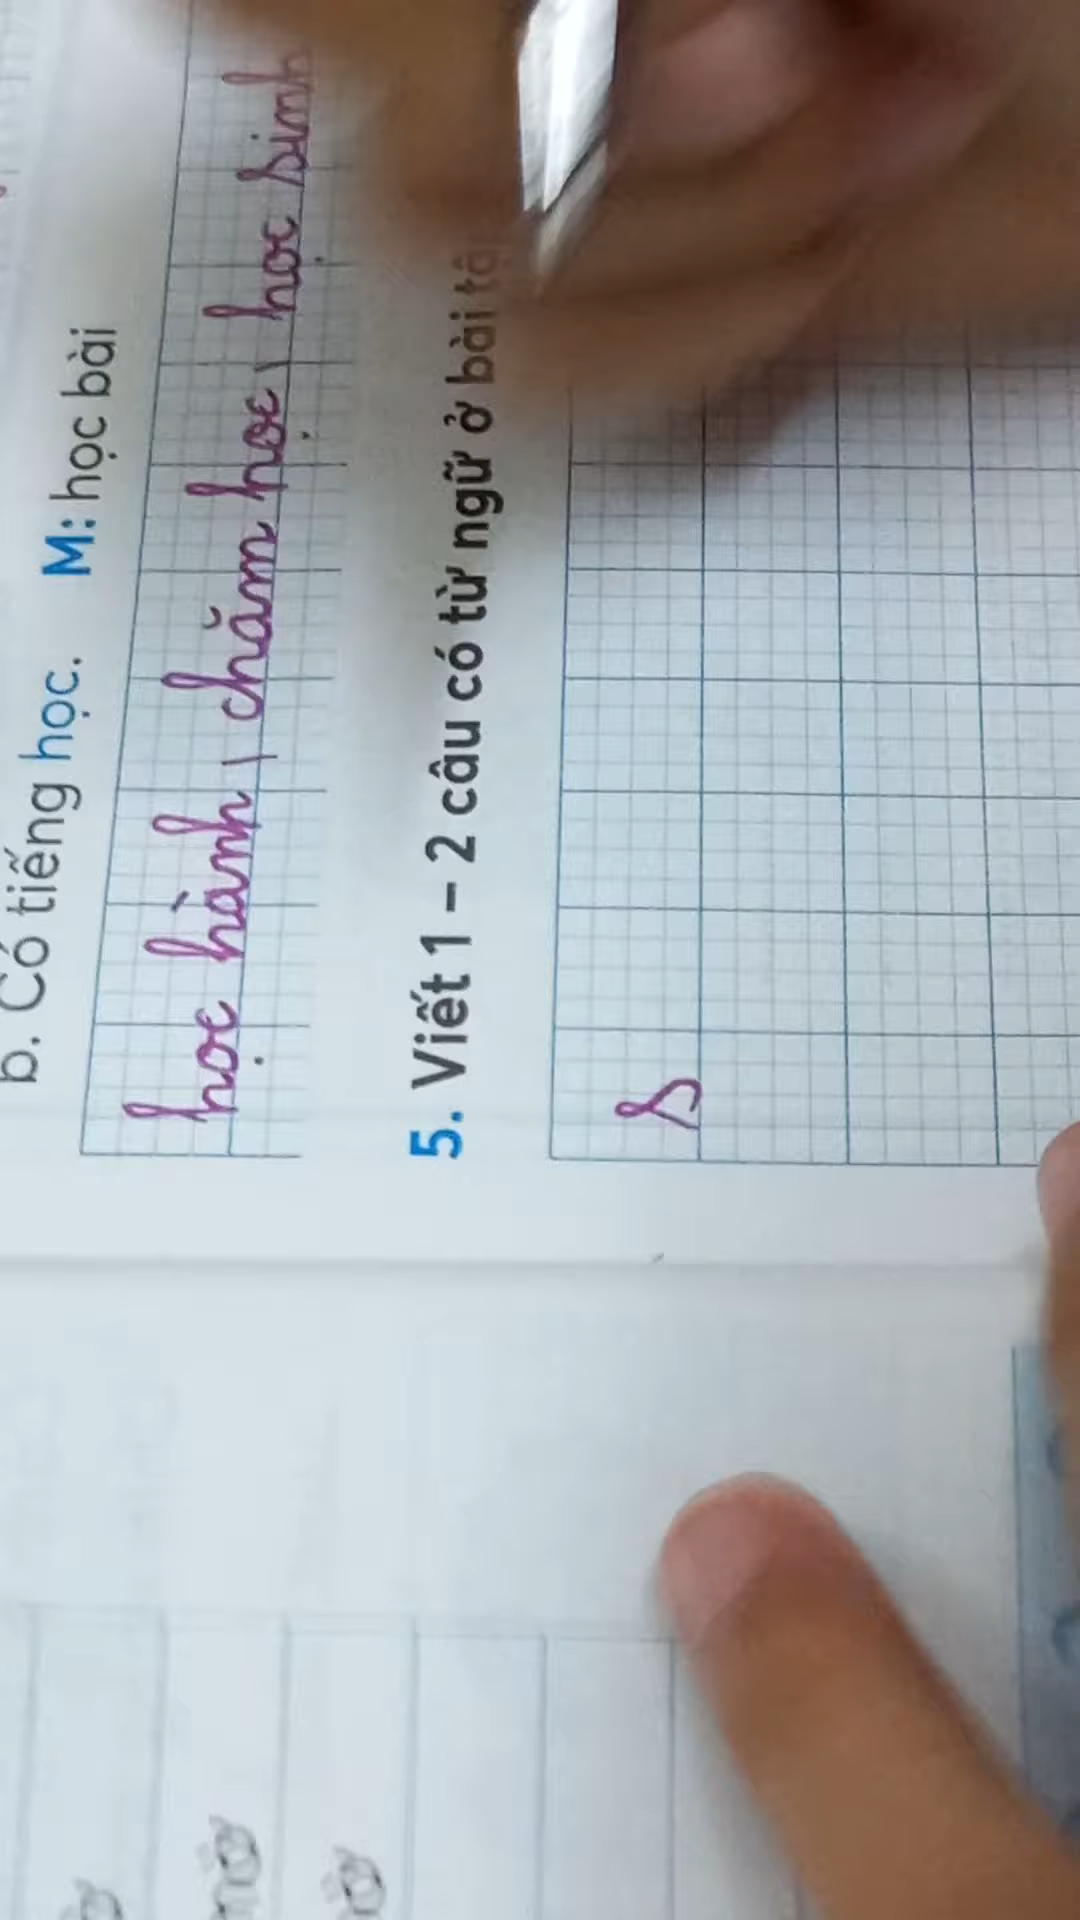 b. Có tiếng học. M: học bài
học hành, chăm học, học sinh
5. Viết 1 – 2 câu có từ ngữ ở bài
s